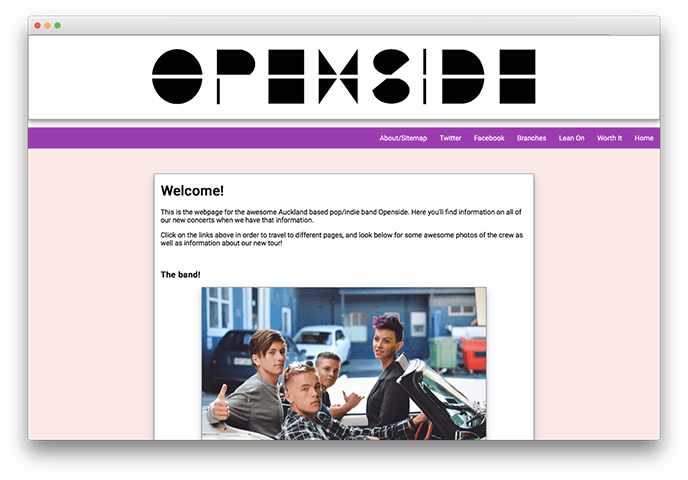 OPENSIDE
About/Sitemap Twitter Facebook Branches Lean On Worth It Home
Welcome!
This is the webpage for the awesome Auckland based pop/indie band Openside. Here you'll find information on all of
our new concerts when we have that information.
Click on the links above in order to travel to different pages, and look below for some awesome photos of the crew as
well as information about our new tour!
The band!